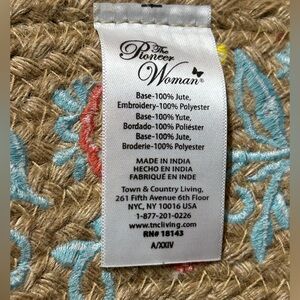 The
Pioneer
Woman®
Base-100% Jute,
Embroidery-100% Polyester
Base-100% Yute,
Bordado-100% Poliéster
Base-100% Jute,
Broderie-100% Polyester
MADE IN INDIA
HECHO EN INDIA
FABRIQUÉ EN INDE
Town & Country Living,
261 Fifth Avenue 6th Floor
NYC, NY 10016 USA
1-877-201-0226
www.tncliving.com
RN# 18143
A/XXIV